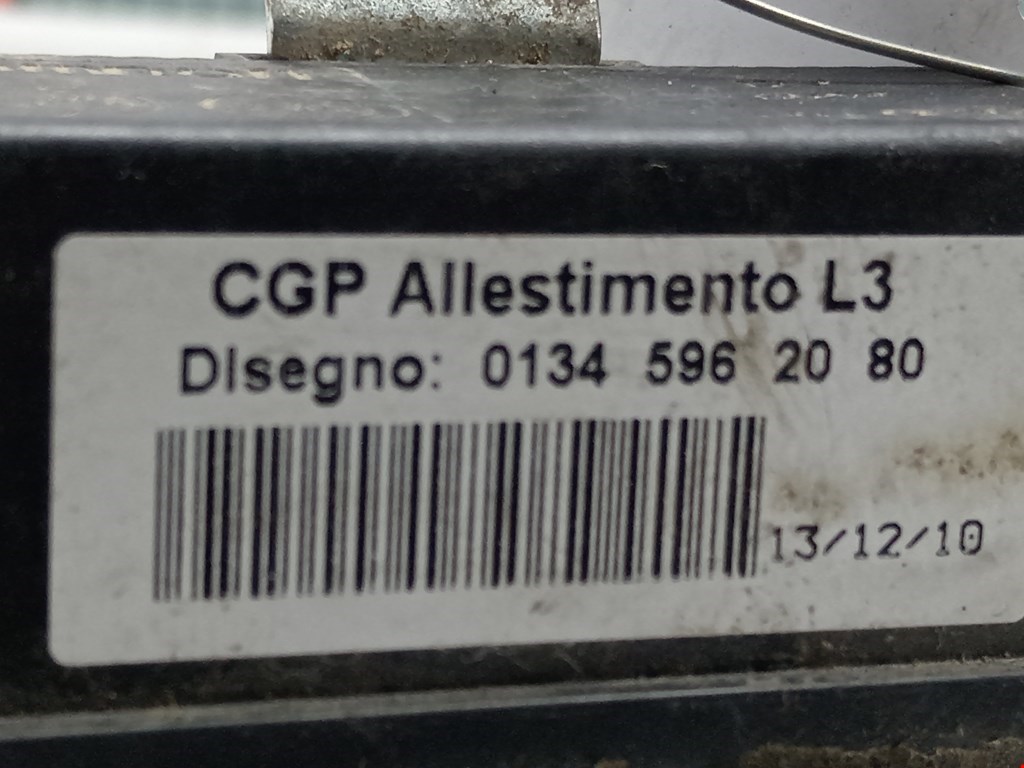 CGP Allestimento L3
DIsegno: 0134 596 20 80
13/12/10